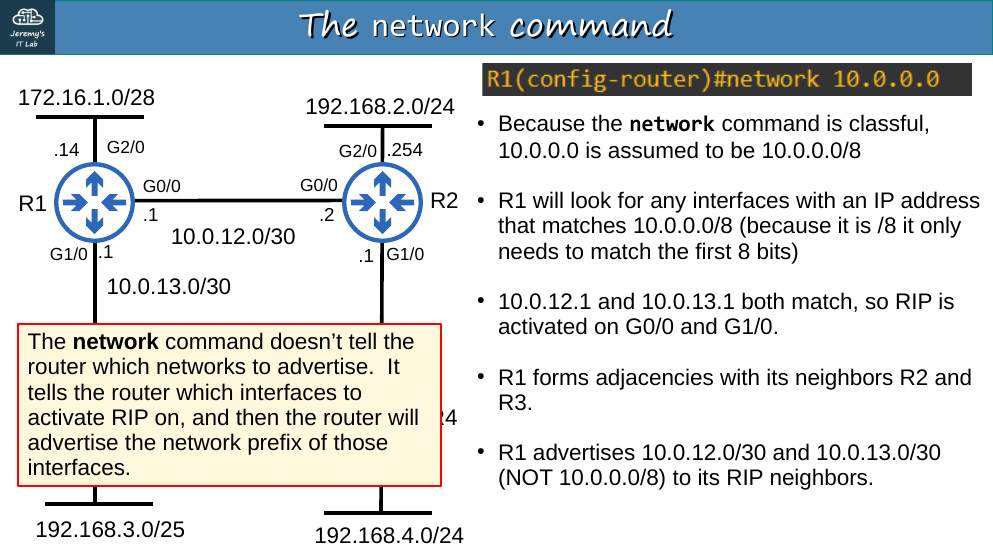 Jeremy's
IT Lab
The network command
R1(config-router)#network 10.0.0.0
172.16.1.0/28
192.168.2.0/24
.14
G2/0
G2/0
.254
R1
G0/0
G0/0
R2
.1
.2
10.0.12.0/30
G1/0
.1
.1
G1/0
10.0.13.0/30
The network command doesn't tell the
router which networks to advertise. It
tells the router which interfaces to
activate RIP on, and then the router will
advertise the network prefix of those
interfaces.
192.168.3.0/25
192.168.4.0/24
• Because the network command is classful,
10.0.0.0 is assumed to be 10.0.0.0/8
• R1 will look for any interfaces with an IP address
that matches 10.0.0.0/8 (because it is /8 it only
needs to match the first 8 bits)
• 10.0.12.1 and 10.0.13.1 both match, so RIP is
activated on G0/0 and G1/0.
• R1 forms adjacencies with its neighbors R2 and
R3.
• R1 advertises 10.0.12.0/30 and 10.0.13.0/30
(NOT 10.0.0.0/8) to its RIP neighbors.